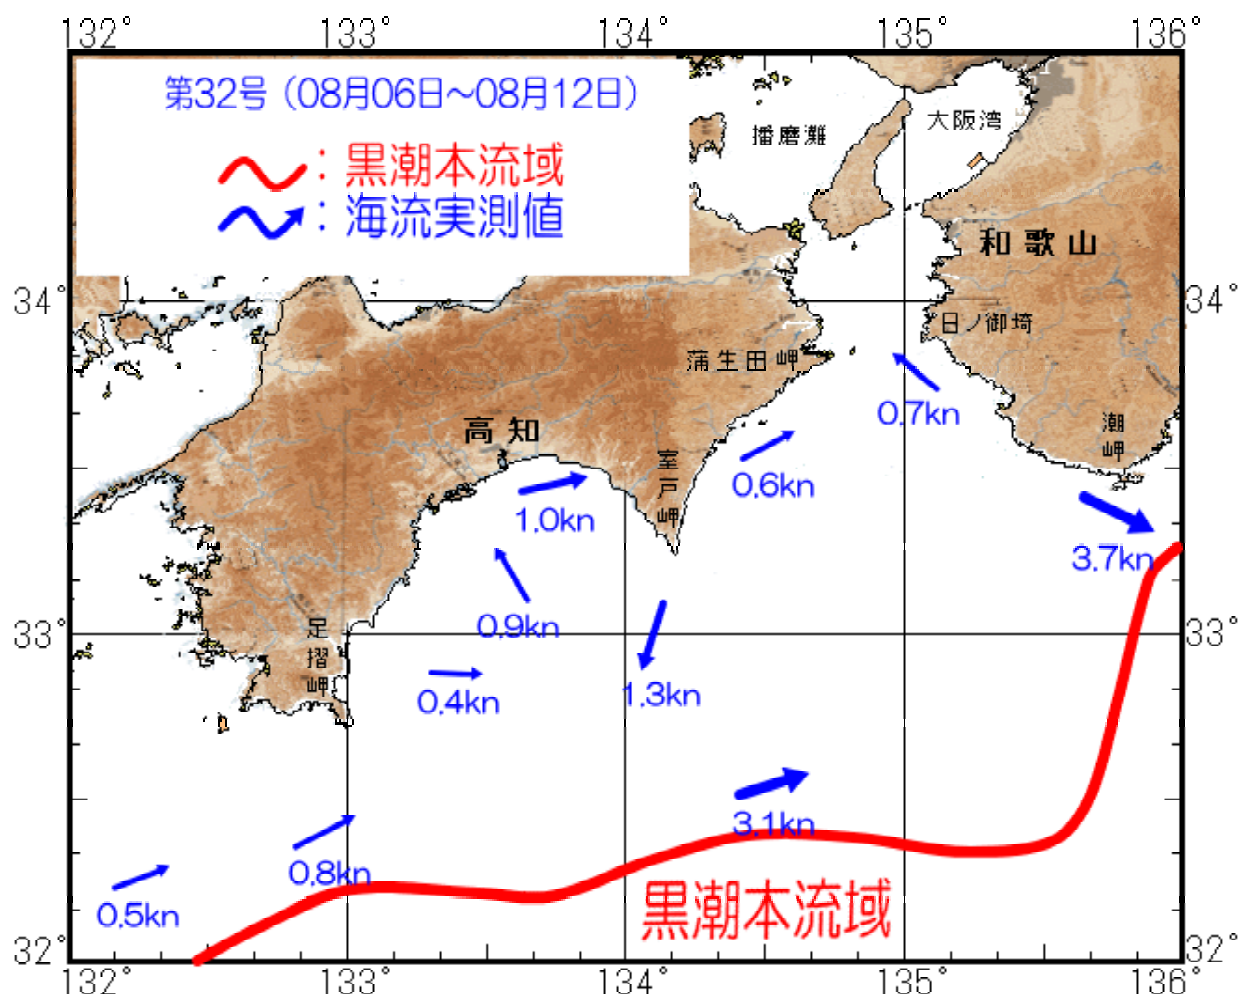 132° 133° 134° 135° 136°
第32号（08月06日～08月12日）
：黒潮本流域
：海流実測値
播磨灘
大阪湾
和歌山
34° 34°
日ノ御埼
蒲生田岬
0.7kn
高知
潮岬
室戸岬
0.6kn
1.0kn
3.7kn
0.9kn
33° 33°
足摺岬
0.4kn
1.3kn
3.1kn
0.8kn
0.5kn
黒潮本流域
32° 32°
132° 133° 134° 135° 136°